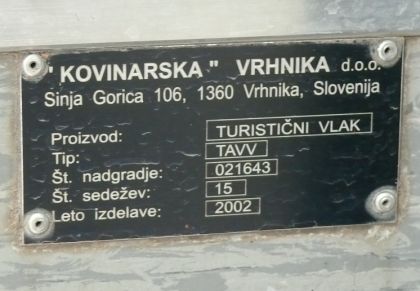 " KOVINARSKA " VRHNIKA d.o.o.
Sinja Gorica 106, 1360 Vrhnika, Slovenija
Proizvod: TURISTIČNI VLAK
Tip: TAVV
Št. nadgradje: 021643
Št. sedežev: 15
Leto izdelave: 2002